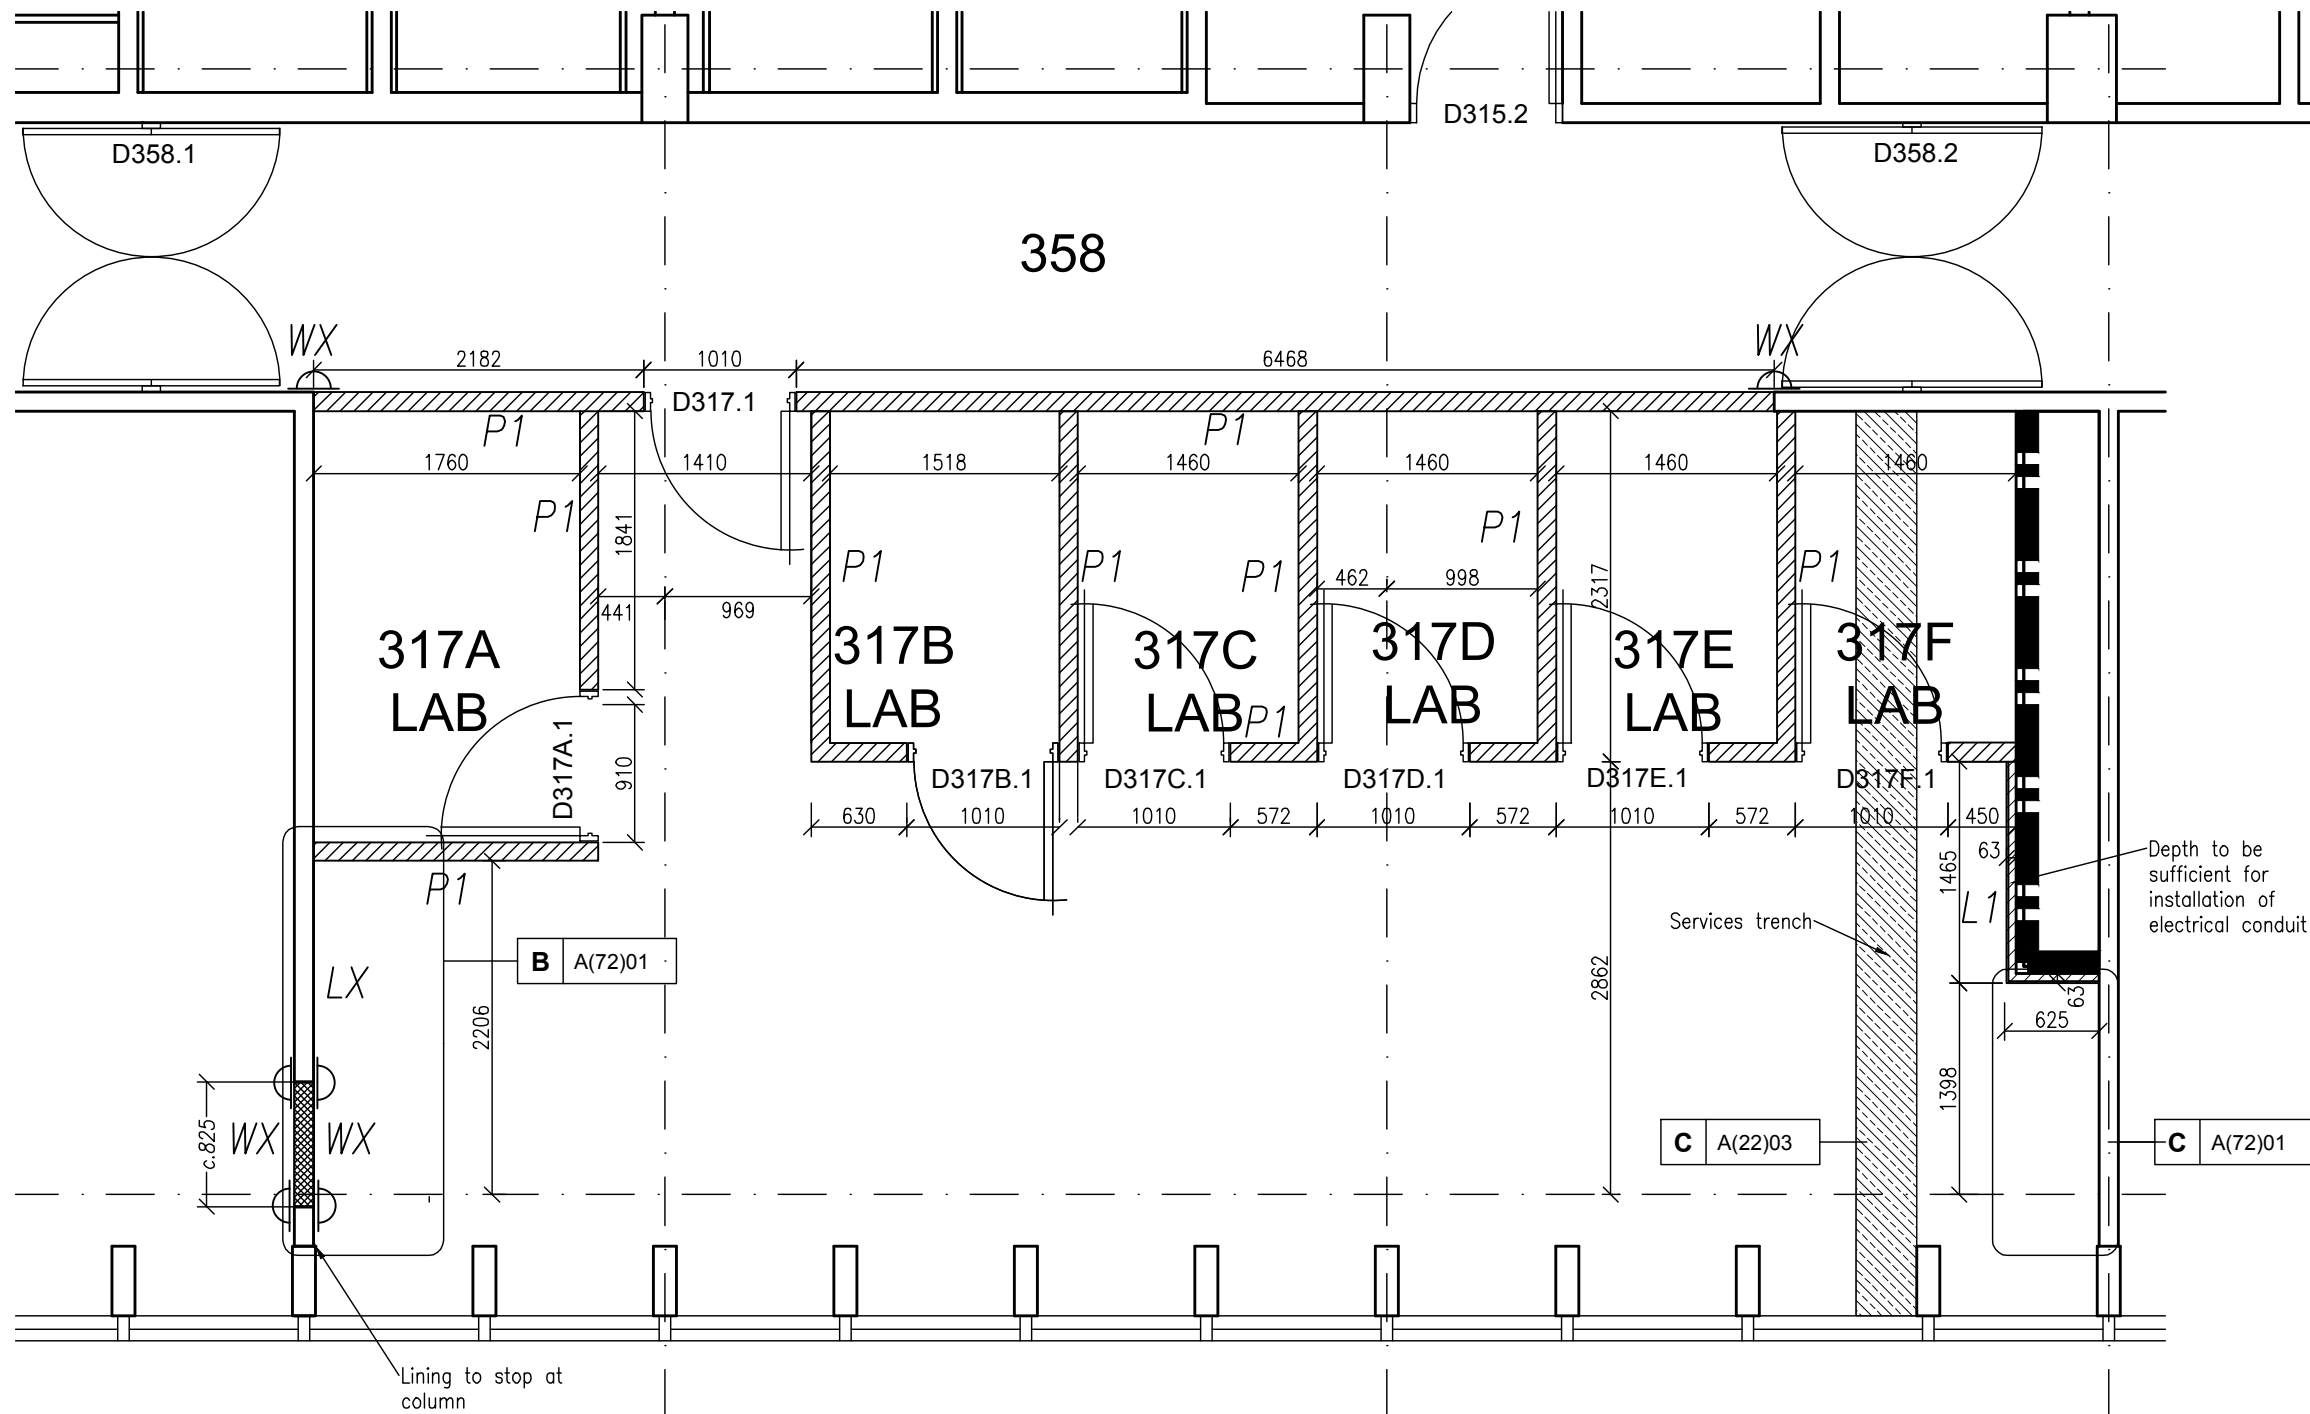 D315.2
D358.1
D358.2
358
WX
WX
2182
1010
6468
D317.1
P1
P1
1760
1410
1518
1460
1460
1460
1460
P1
1841
P1
P1
P1
P1
P1
462
998
2317
441
969
317A
LAB
317B
LAB
317C
LAB
317D
LAB
317E
LAB
317F
LAB
P1
D317A.1
910
D317B.1
D317C.1
D317D.1
D317E.1
D317F.1
630
1010
1010
572
1010
572
1010
572
1010
450
P1
63
1465
L1
Depth to be
sufficient for
installation of
electrical conduit
Services trench
B
A(72)01
LX
2206
2862
63
625
1398
c.825
WX
WX
C
A(22)03
C
A(72)01
Lining to stop at
column